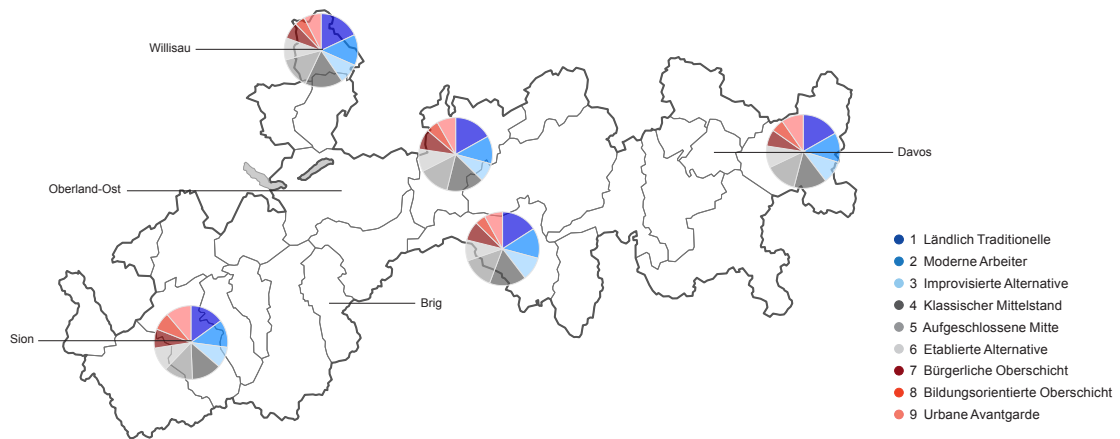 Willisau
Oberland-Ost
Davos
Brig
Sion
1 Ländlich Traditionelle
2 Moderne Arbeiter
3 Improvisierte Alternative
4 Klassischer Mittelstand
5 Aufgeschlossene Mitte
6 Etablierte Alternative
7 Bürgerliche Oberschicht
8 Bildungsorientierte Oberschicht
9 Urbane Avantgarde